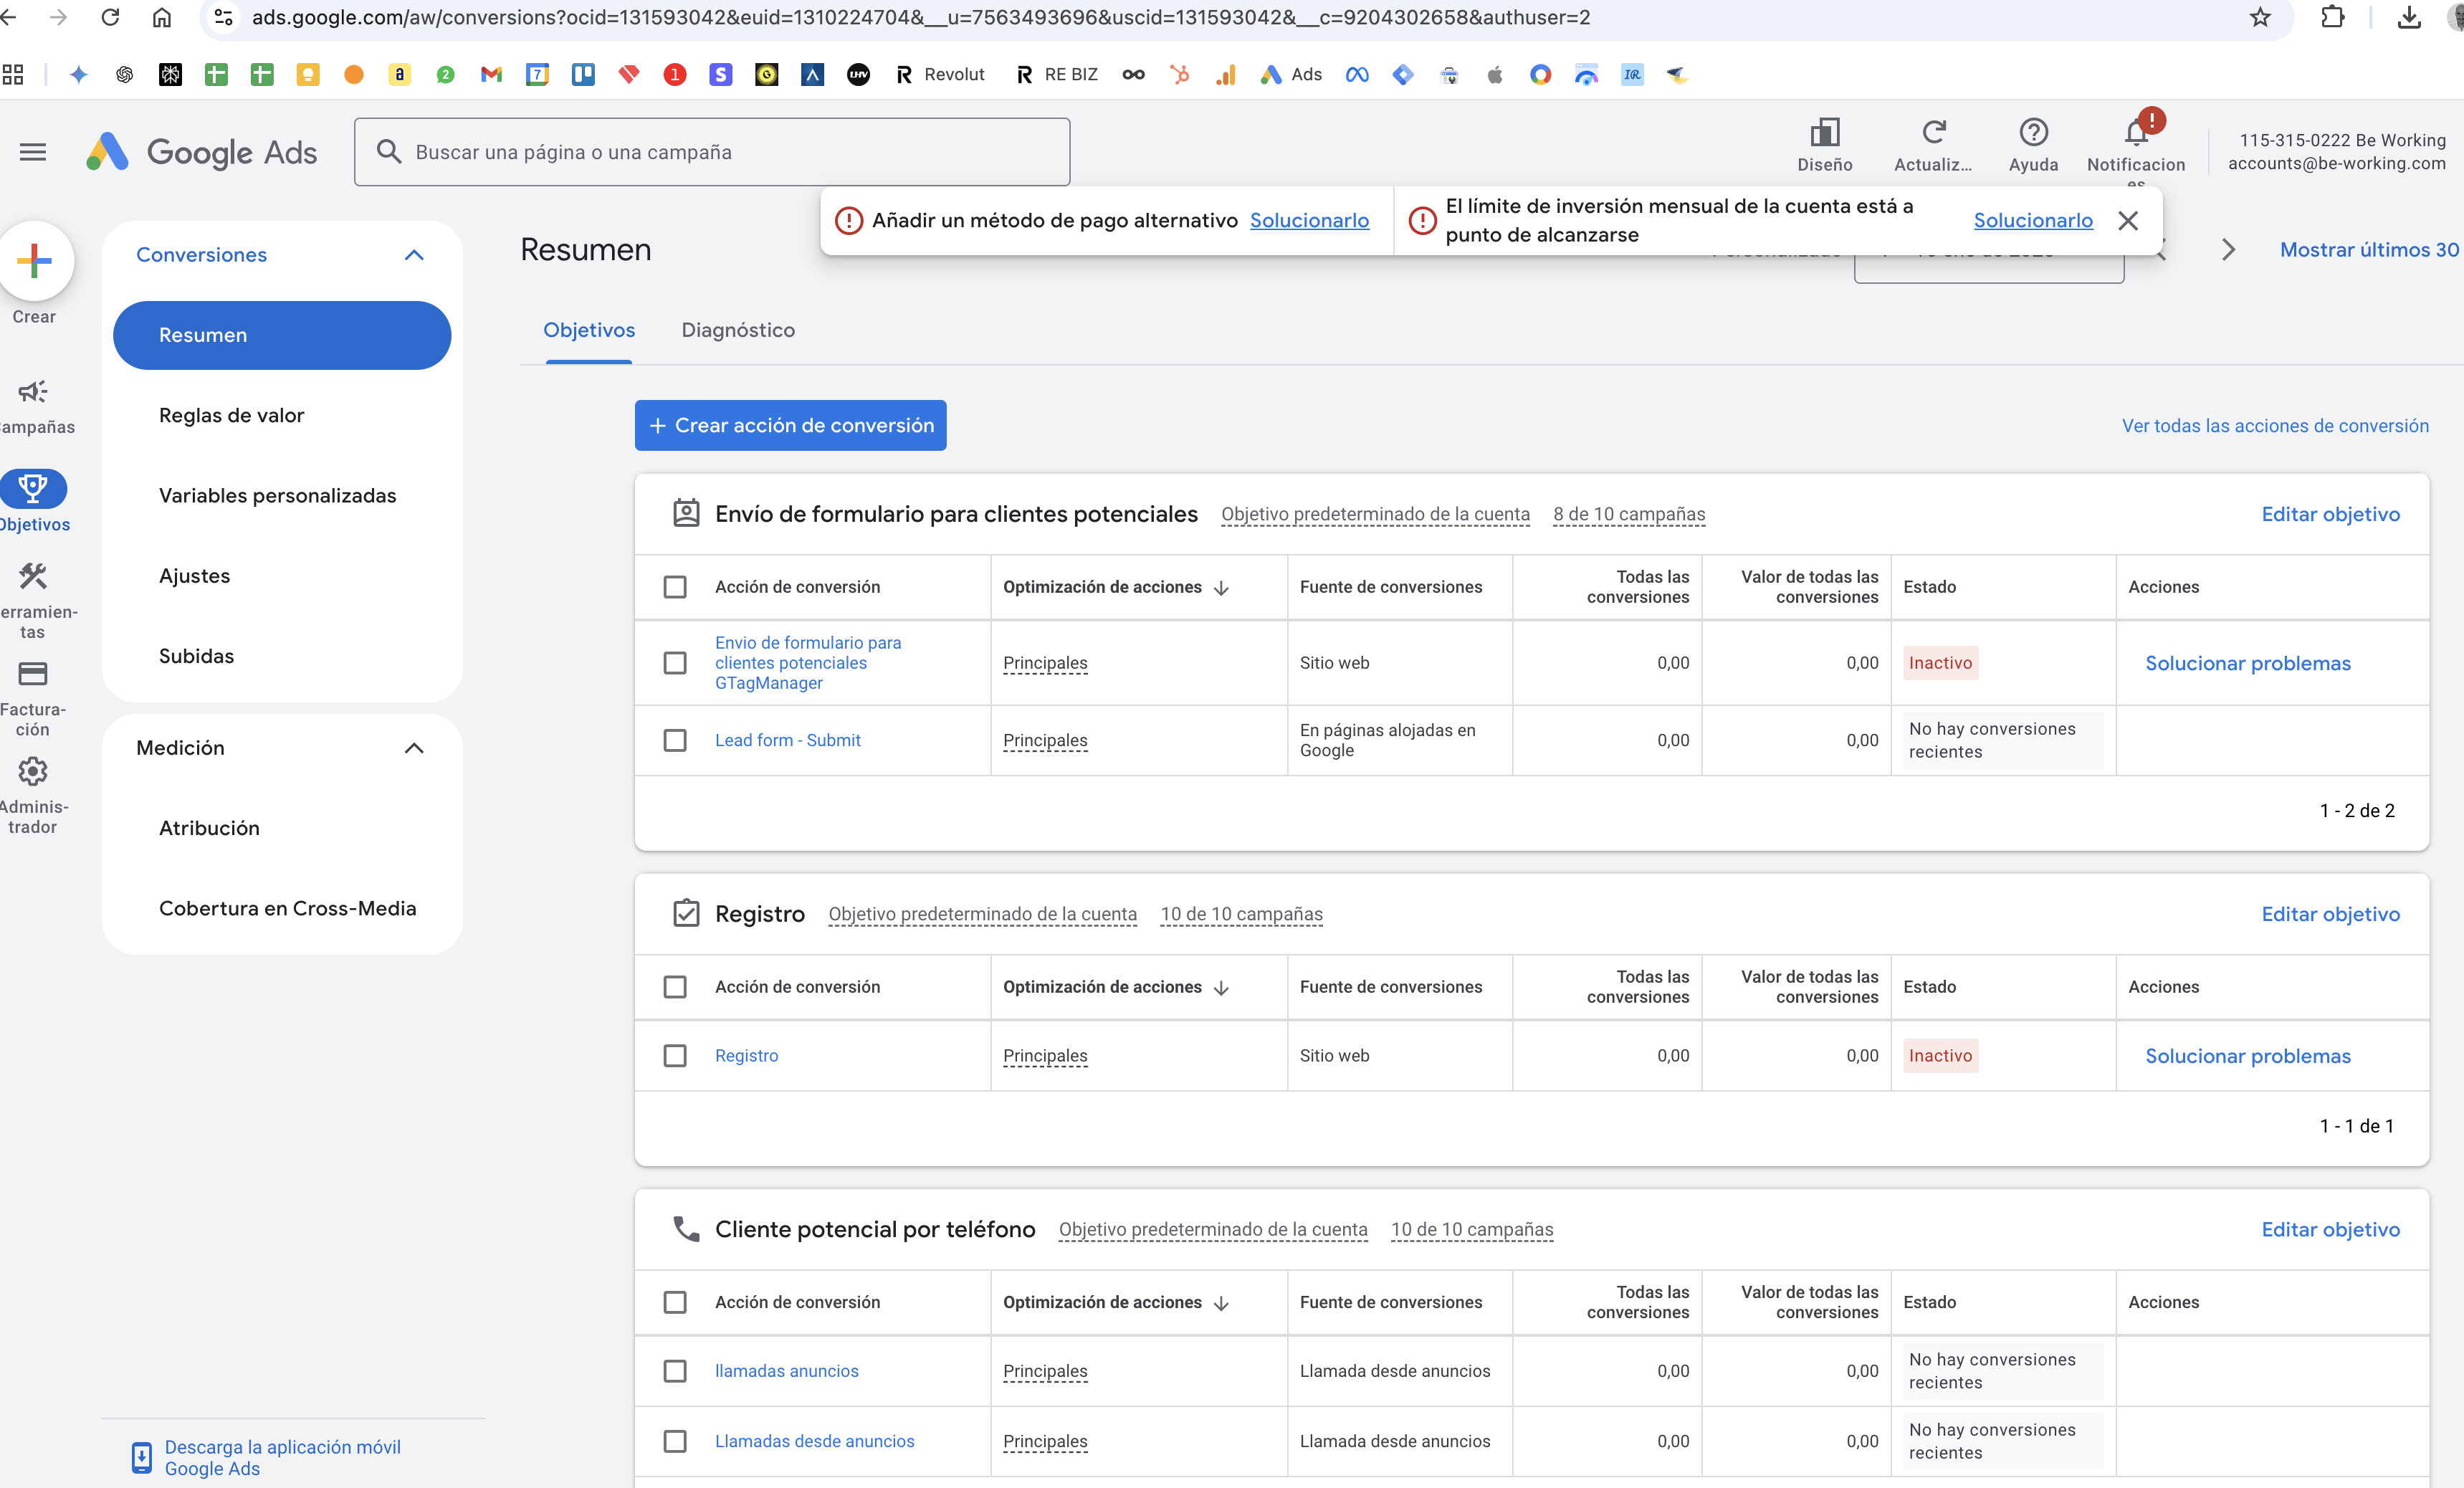 ads.google.com/aw/conversions?ocid=131593042&euid=1310224704&__u=7563493696&uscid=131593042&__c=9204302658&authuser=2
Revolut
RE BIZ
Ads
Google Ads
Buscar una página o una campaña
Diseño
Actualiz...
Ayuda
Notificacion
es
115-315-0222 Be Working
accounts@be-working.com
Añadir un método de pago alternativo Solucionarlo
El límite de inversión mensual de la cuenta está a
punto de alcanzarse
Solucionarlo
Crear
ampañas
Objetivos
erramien-
tas
Factura-
ción
Adminis-
trador
Conversiones
Resumen
Reglas de valor
Variables personalizadas
Ajustes
Subidas
Medición
Atribución
Cobertura en Cross-Media
Descarga la aplicación móvil
Google Ads
Resumen
Mostrar últimos 30
Objetivos
Diagnóstico
+ Crear acción de conversión
Ver todas las acciones de conversión
Envío de formulario para clientes potenciales Objetivo predeterminado de la cuenta 8 de 10 campañas Editar objetivo
Acción de conversión Optimización de acciones Fuente de conversiones Todas las conversiones Valor de todas las conversiones Estado Acciones
Envio de formulario para
clientes potenciales
GTagManager
Principales Sitio web 0,00 0,00 Inactivo Solucionar problemas
Lead form - Submit Principales En páginas alojadas en
Google
0,00 0,00 No hay conversiones
recientes
1 - 2 de 2
Registro Objetivo predeterminado de la cuenta 10 de 10 campañas Editar objetivo
Acción de conversión Optimización de acciones Fuente de conversiones Todas las conversiones Valor de todas las conversiones Estado Acciones
Registro Principales Sitio web 0,00 0,00 Inactivo Solucionar problemas
1 - 1 de 1
Cliente potencial por teléfono Objetivo predeterminado de la cuenta 10 de 10 campañas Editar objetivo
Acción de conversión Optimización de acciones Fuente de conversiones Todas las conversiones Valor de todas las conversiones Estado Acciones
llamadas anuncios Principales Llamada desde anuncios 0,00 0,00 No hay conversiones
recientes
Llamadas desde anuncios Principales Llamada desde anuncios 0,00 0,00 No hay conversiones
recientes